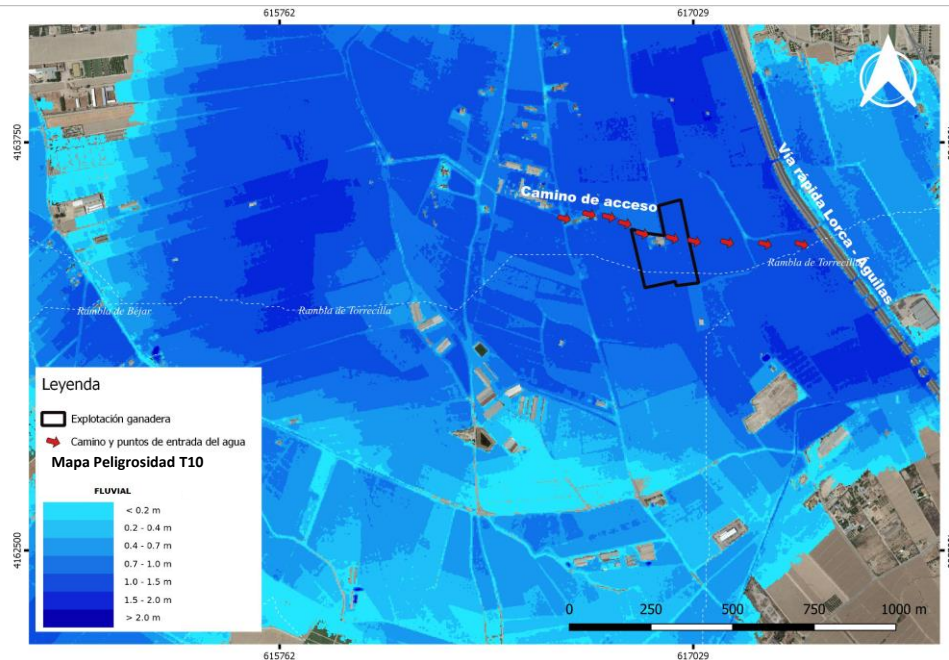 615762
617029
4163750
Camino de acceso
Vía rápida Lorca - Águilas
Rambla de Torrecilla
Rambla de Béjar
Rambla de Torrecilla
Leyenda
Explotación ganadera
Camino y puntos de entrada del agua
Mapa Peligrosidad T10
FLUVIAL
< 0.2 m
0.2 - 0.4 m
0.4 - 0.7 m
0.7 - 1.0 m
1.0 - 1.5 m
1.5 - 2.0 m
> 2.0 m
4162500
0 250 500 750 1000 m
615762
617029